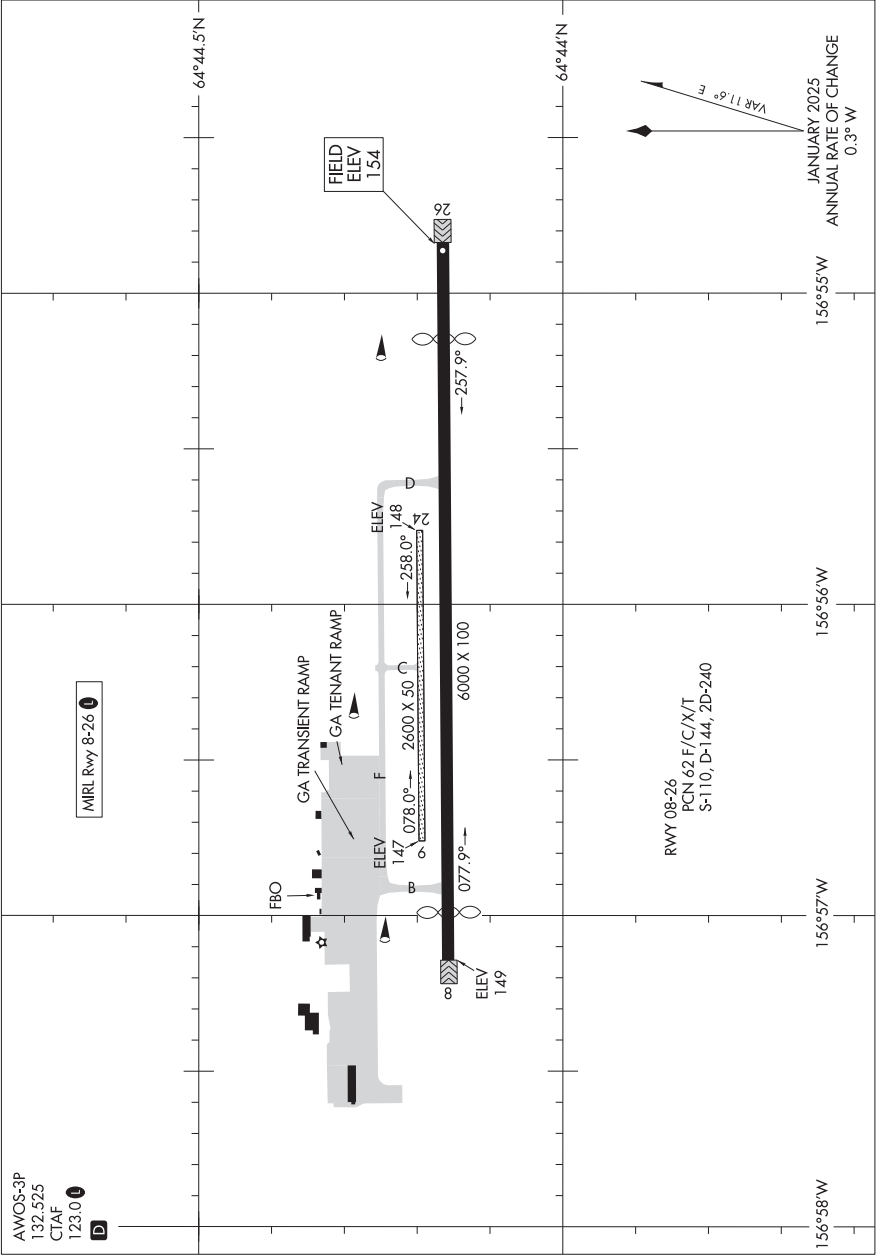 AWOS-3P
132.525
CTAF
123.0 L
D
MIRL Rwy 8-26 L
64°44.5'N
FIELD
ELEV
154
26
FBO
GA TRANSIENT RAMP
GA TENANT RAMP
F
B
C
D
ELEV
147
078.0°
6
2600 X 50
258.0°
ELEV
148
24
8
ELEV
149
077.9°
6000 X 100
257.9°
64°44'N
RWY 08-26
PCN 62 F/C/X/T
S-110, D-144, 2D-240
VAR 11.6° E
JANUARY 2025
ANNUAL RATE OF CHANGE
0.3° W
156°58'W
156°57'W
156°56'W
156°55'W